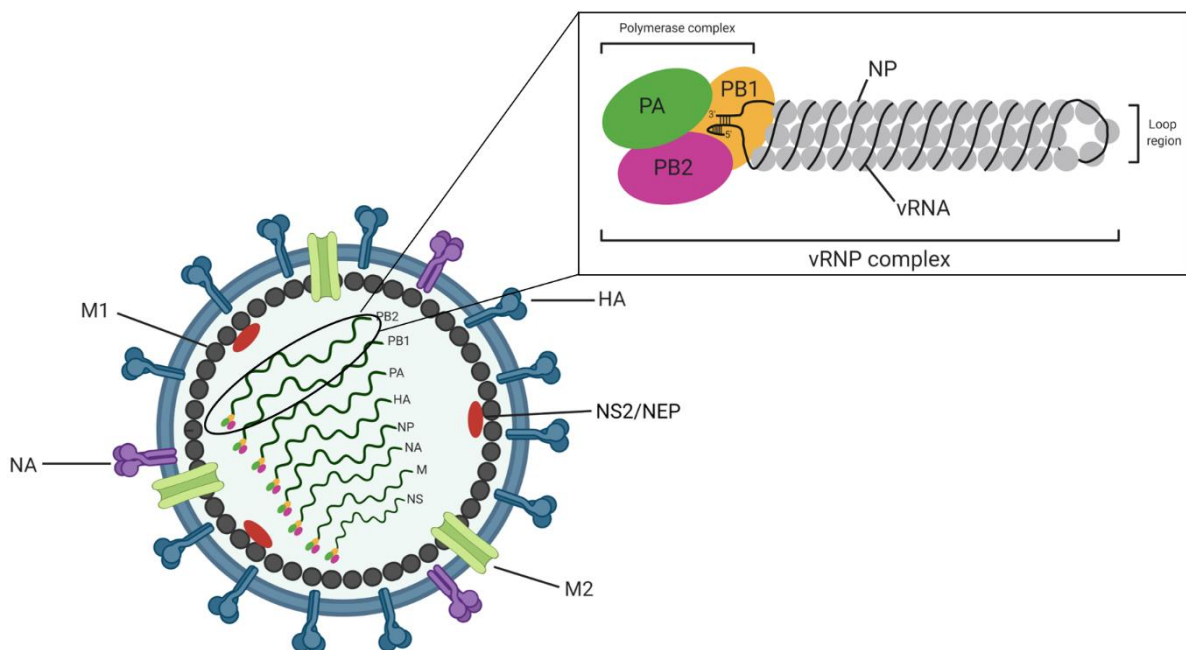 Polymerase complex
NP
PA
PB1
3'
5'
PB2
Loop
region
vRNA
vRNP complex
M1
HA
PB2
PB1
PA
HA
NP
NA
M
NS
NS2/NEP
NA
M2